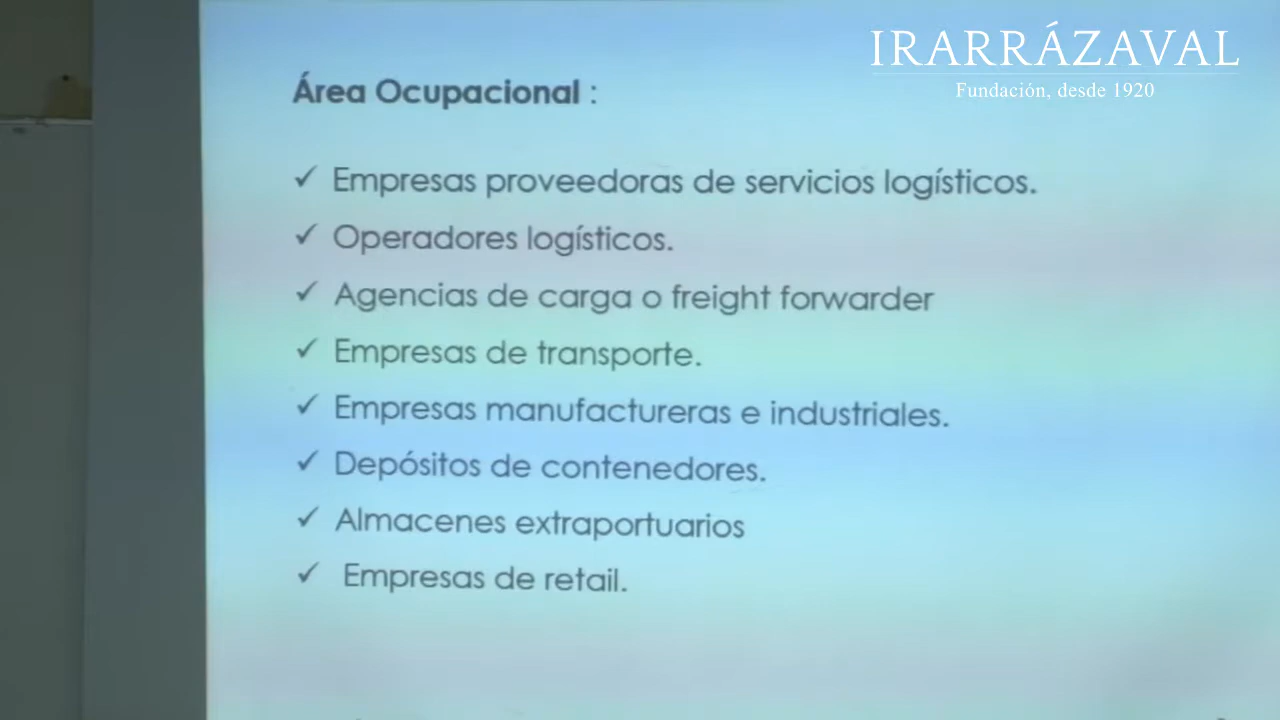 IRARRÁZAVAL
Fundación, desde 1920
Área Ocupacional :
✓ Empresas proveedoras de servicios logísticos.
✓ Operadores logísticos.
✓ Agencias de carga o freight forwarder
✓ Empresas de transporte.
✓ Empresas manufactureras e industriales.
✓ Depósitos de contenedores.
✓ Almacenes extraportuarios
✓ Empresas de retail.